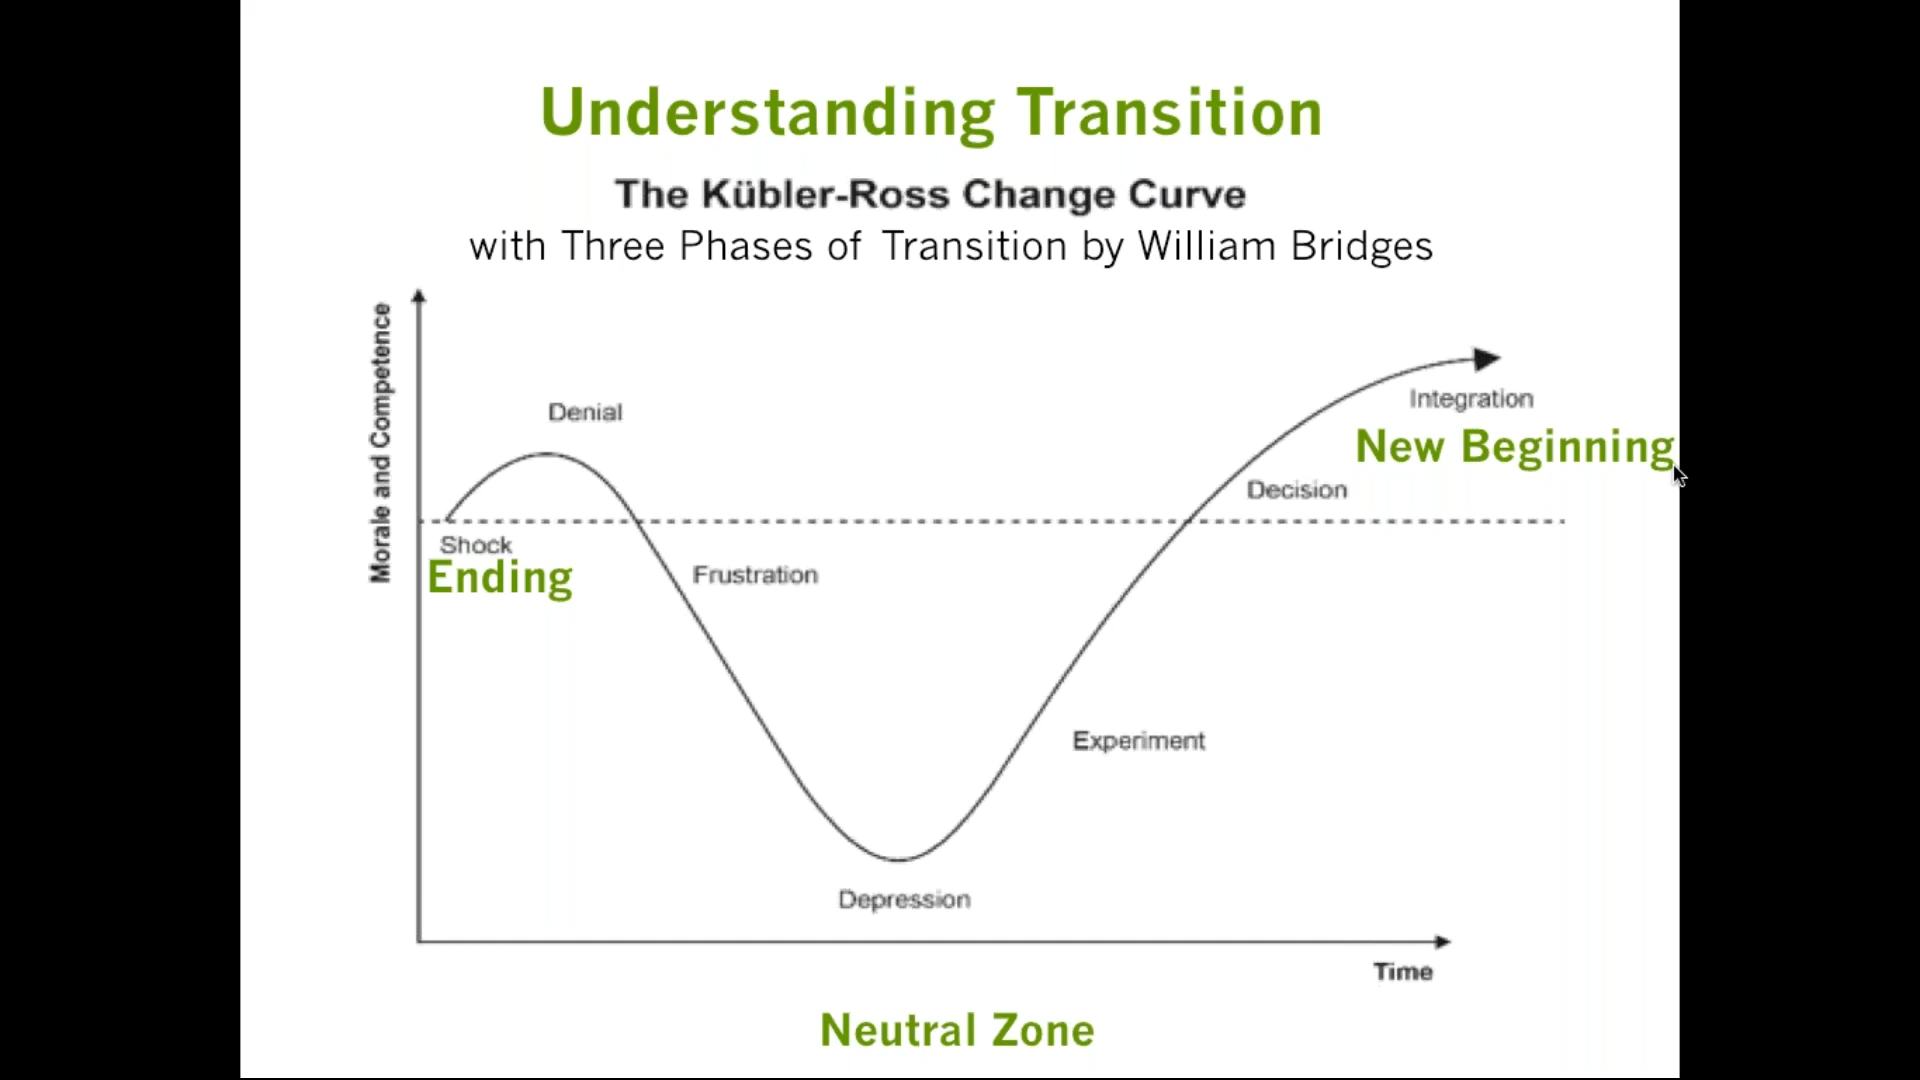 Understanding Transition
The Kübler-Ross Change Curve
with Three Phases of Transition by William Bridges
Morale and Competence
Denial
Integration
New Beginning
Decision
Shock
Ending
Frustration
Experiment
Depression
Time
Neutral Zone